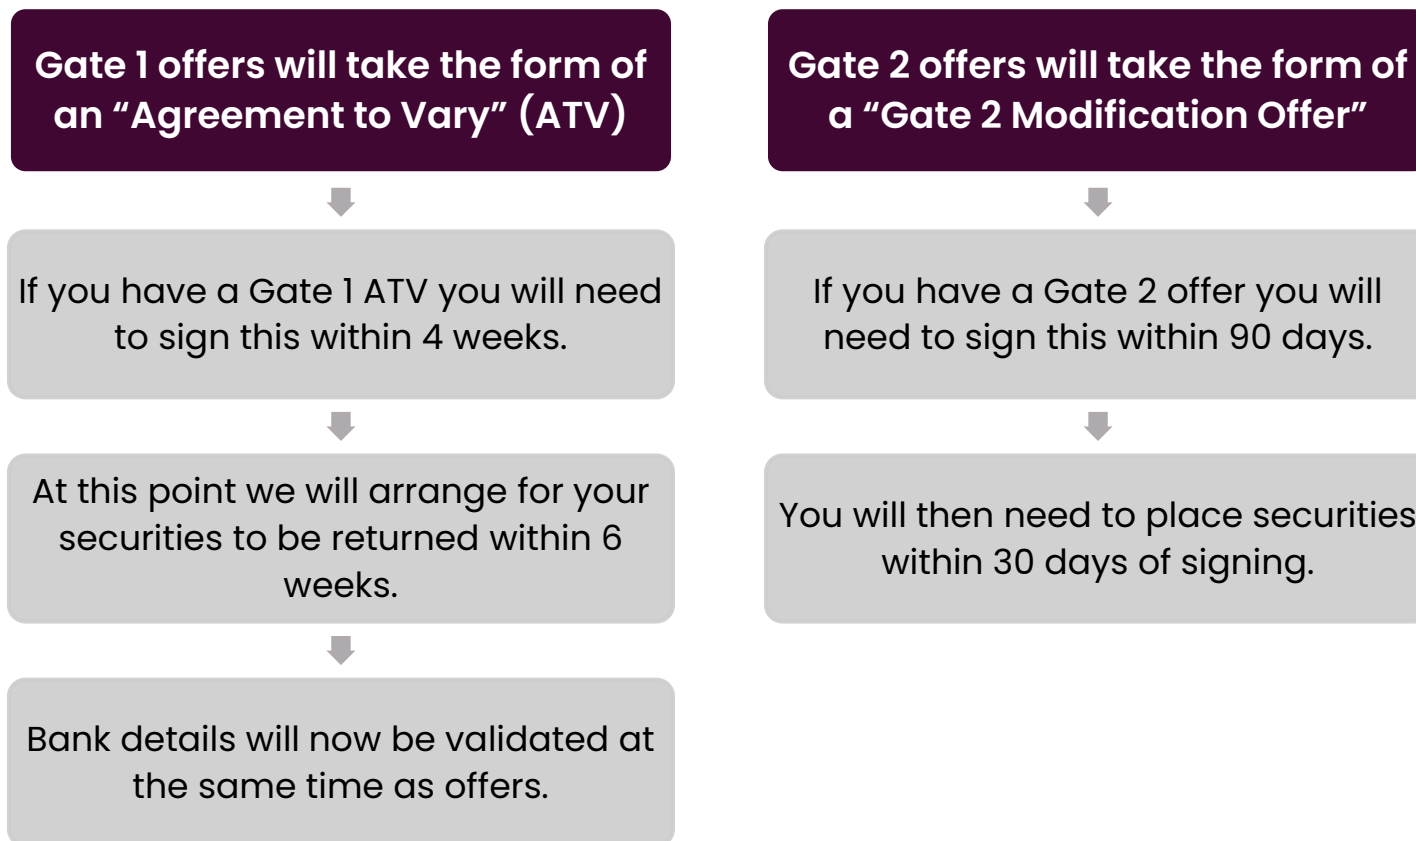 Gate 1 offers will take the form of
an “Agreement to Vary” (ATV)
If you have a Gate 1 ATV you will need
to sign this within 4 weeks.
At this point we will arrange for your
securities to be returned within 6
weeks.
Bank details will now be validated at
the same time as offers.
Gate 2 offers will take the form of
a “Gate 2 Modification Offer”
If you have a Gate 2 offer you will
need to sign this within 90 days.
You will then need to place securities
within 30 days of signing.